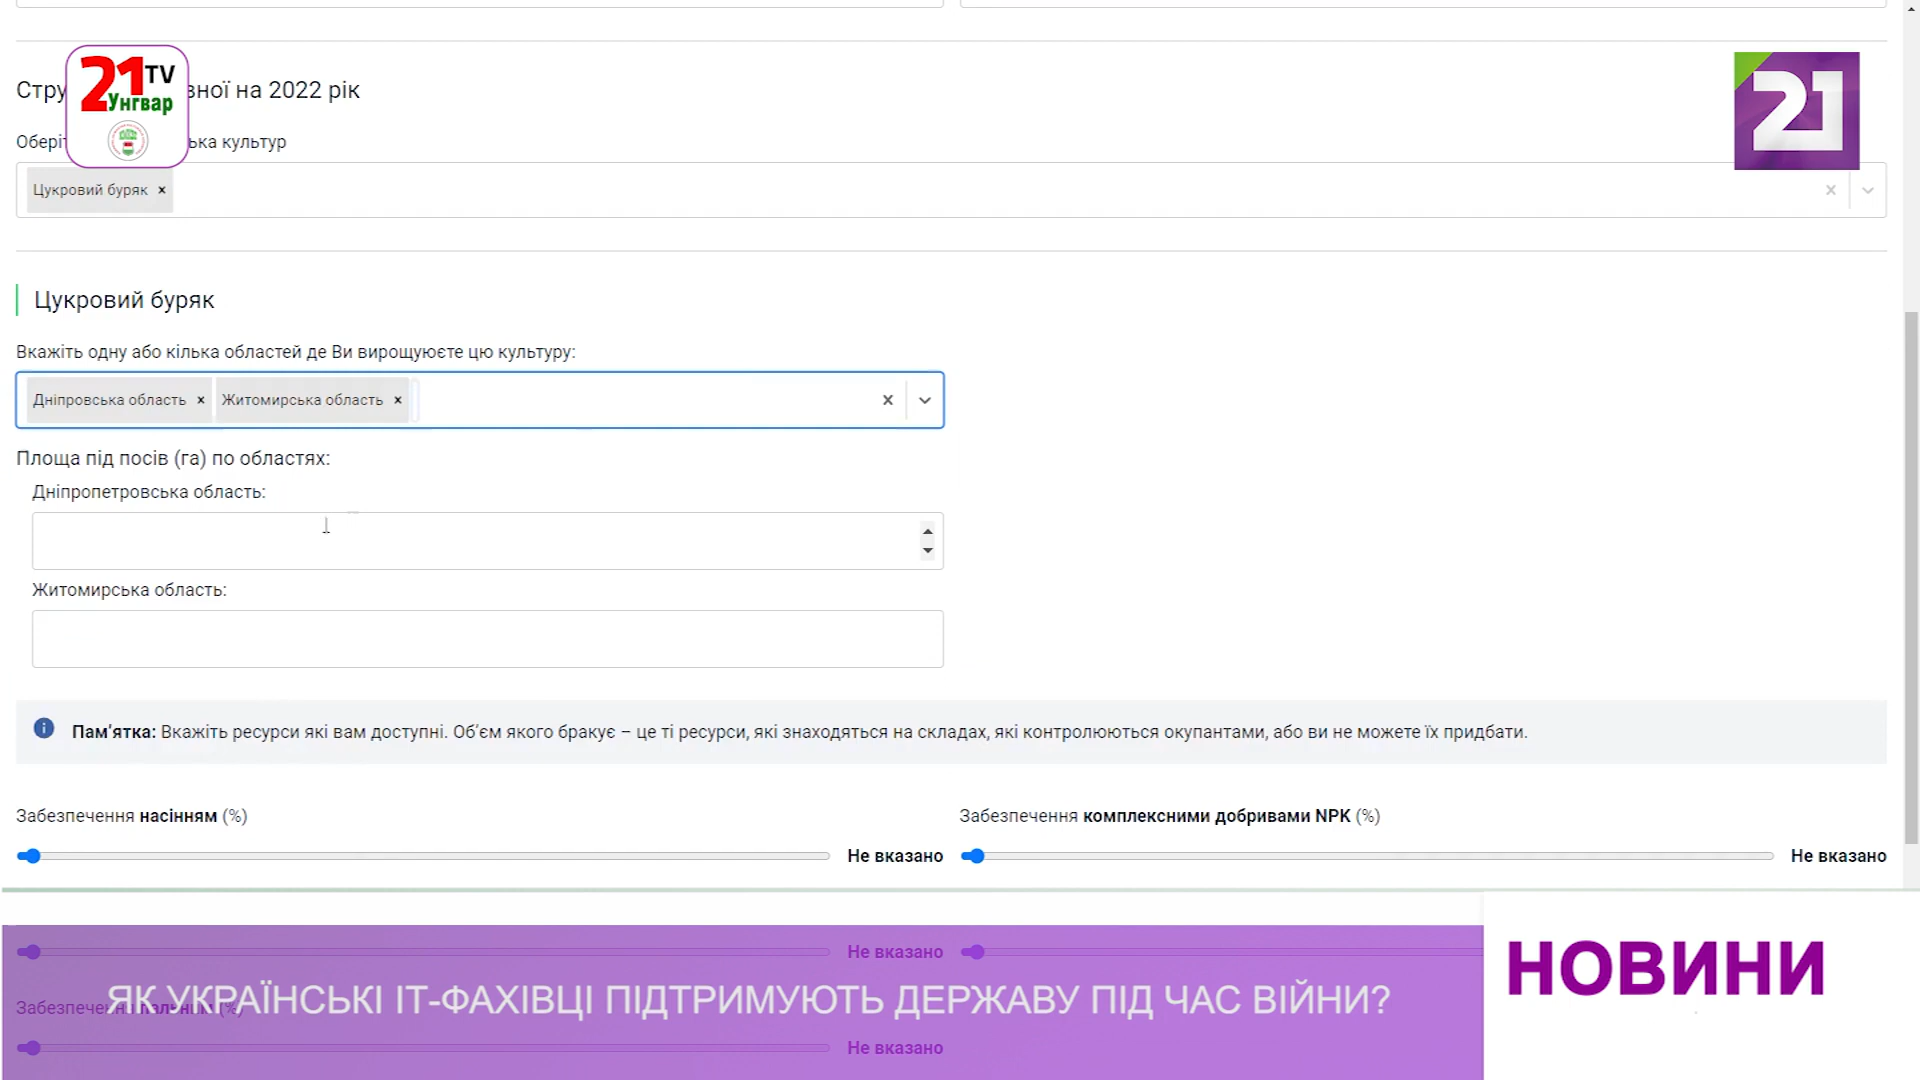 21 TV
Унгвар
21
вної на 2022 рік
ька культур
Цукровий буряк ×
Цукровий буряк
Вкажіть одну або кілька областей де Ви вирощуюєте цю культуру:
Дніпровська область × Житомирська область ×
Площа під посів (га) по областях:
Дніпропетровська область:
Житомирська область:
Пам'ятка: Вкажіть ресурси які вам доступні. Об'єм якого бракує – це ті ресурси, які знаходяться на складах, які контролюються окупантами, або ви не можете їх придбати.
Забезпечення насінням (%)
Забезпечення комплексними добривами NPK (%)
Не вказано
Не вказано
Не вказано
ЯК УКРАЇНСЬКІ ІТ-ФАХІВЦІ ПІДТРИМУЮТЬ ДЕРЖАВУ ПІД ЧАС ВІЙНИ?
НОВИНИ
Не вказано